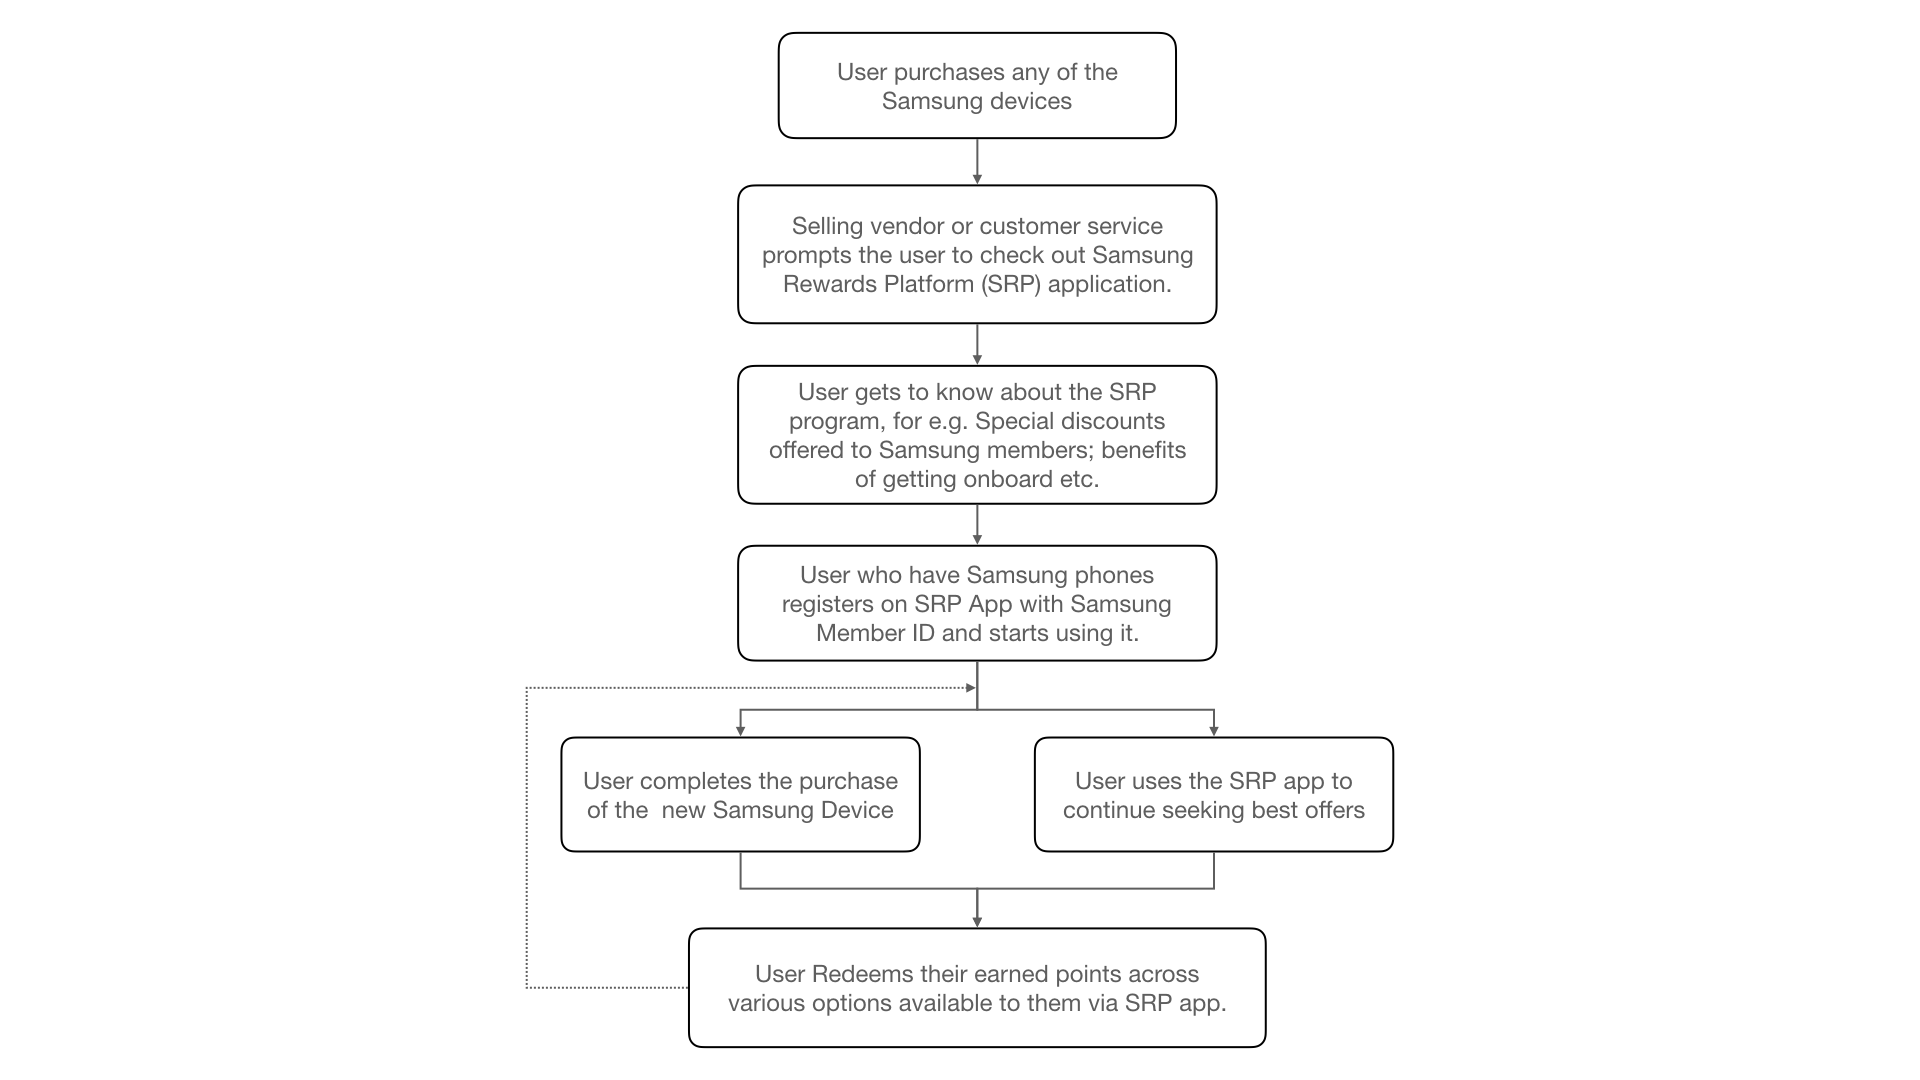 User purchases any of the
Samsung devices
Selling vendor or customer service
prompts the user to check out Samsung
Rewards Platform (SRP) application.
User gets to know about the SRP
program, for e.g. Special discounts
offered to Samsung members; benefits
of getting onboard etc.
User who have Samsung phones
registers on SRP App with Samsung
Member ID and starts using it.
User completes the purchase
of the  new Samsung Device
User uses the SRP app to
continue seeking best offers
User Redeems their earned points across
various options available to them via SRP app.